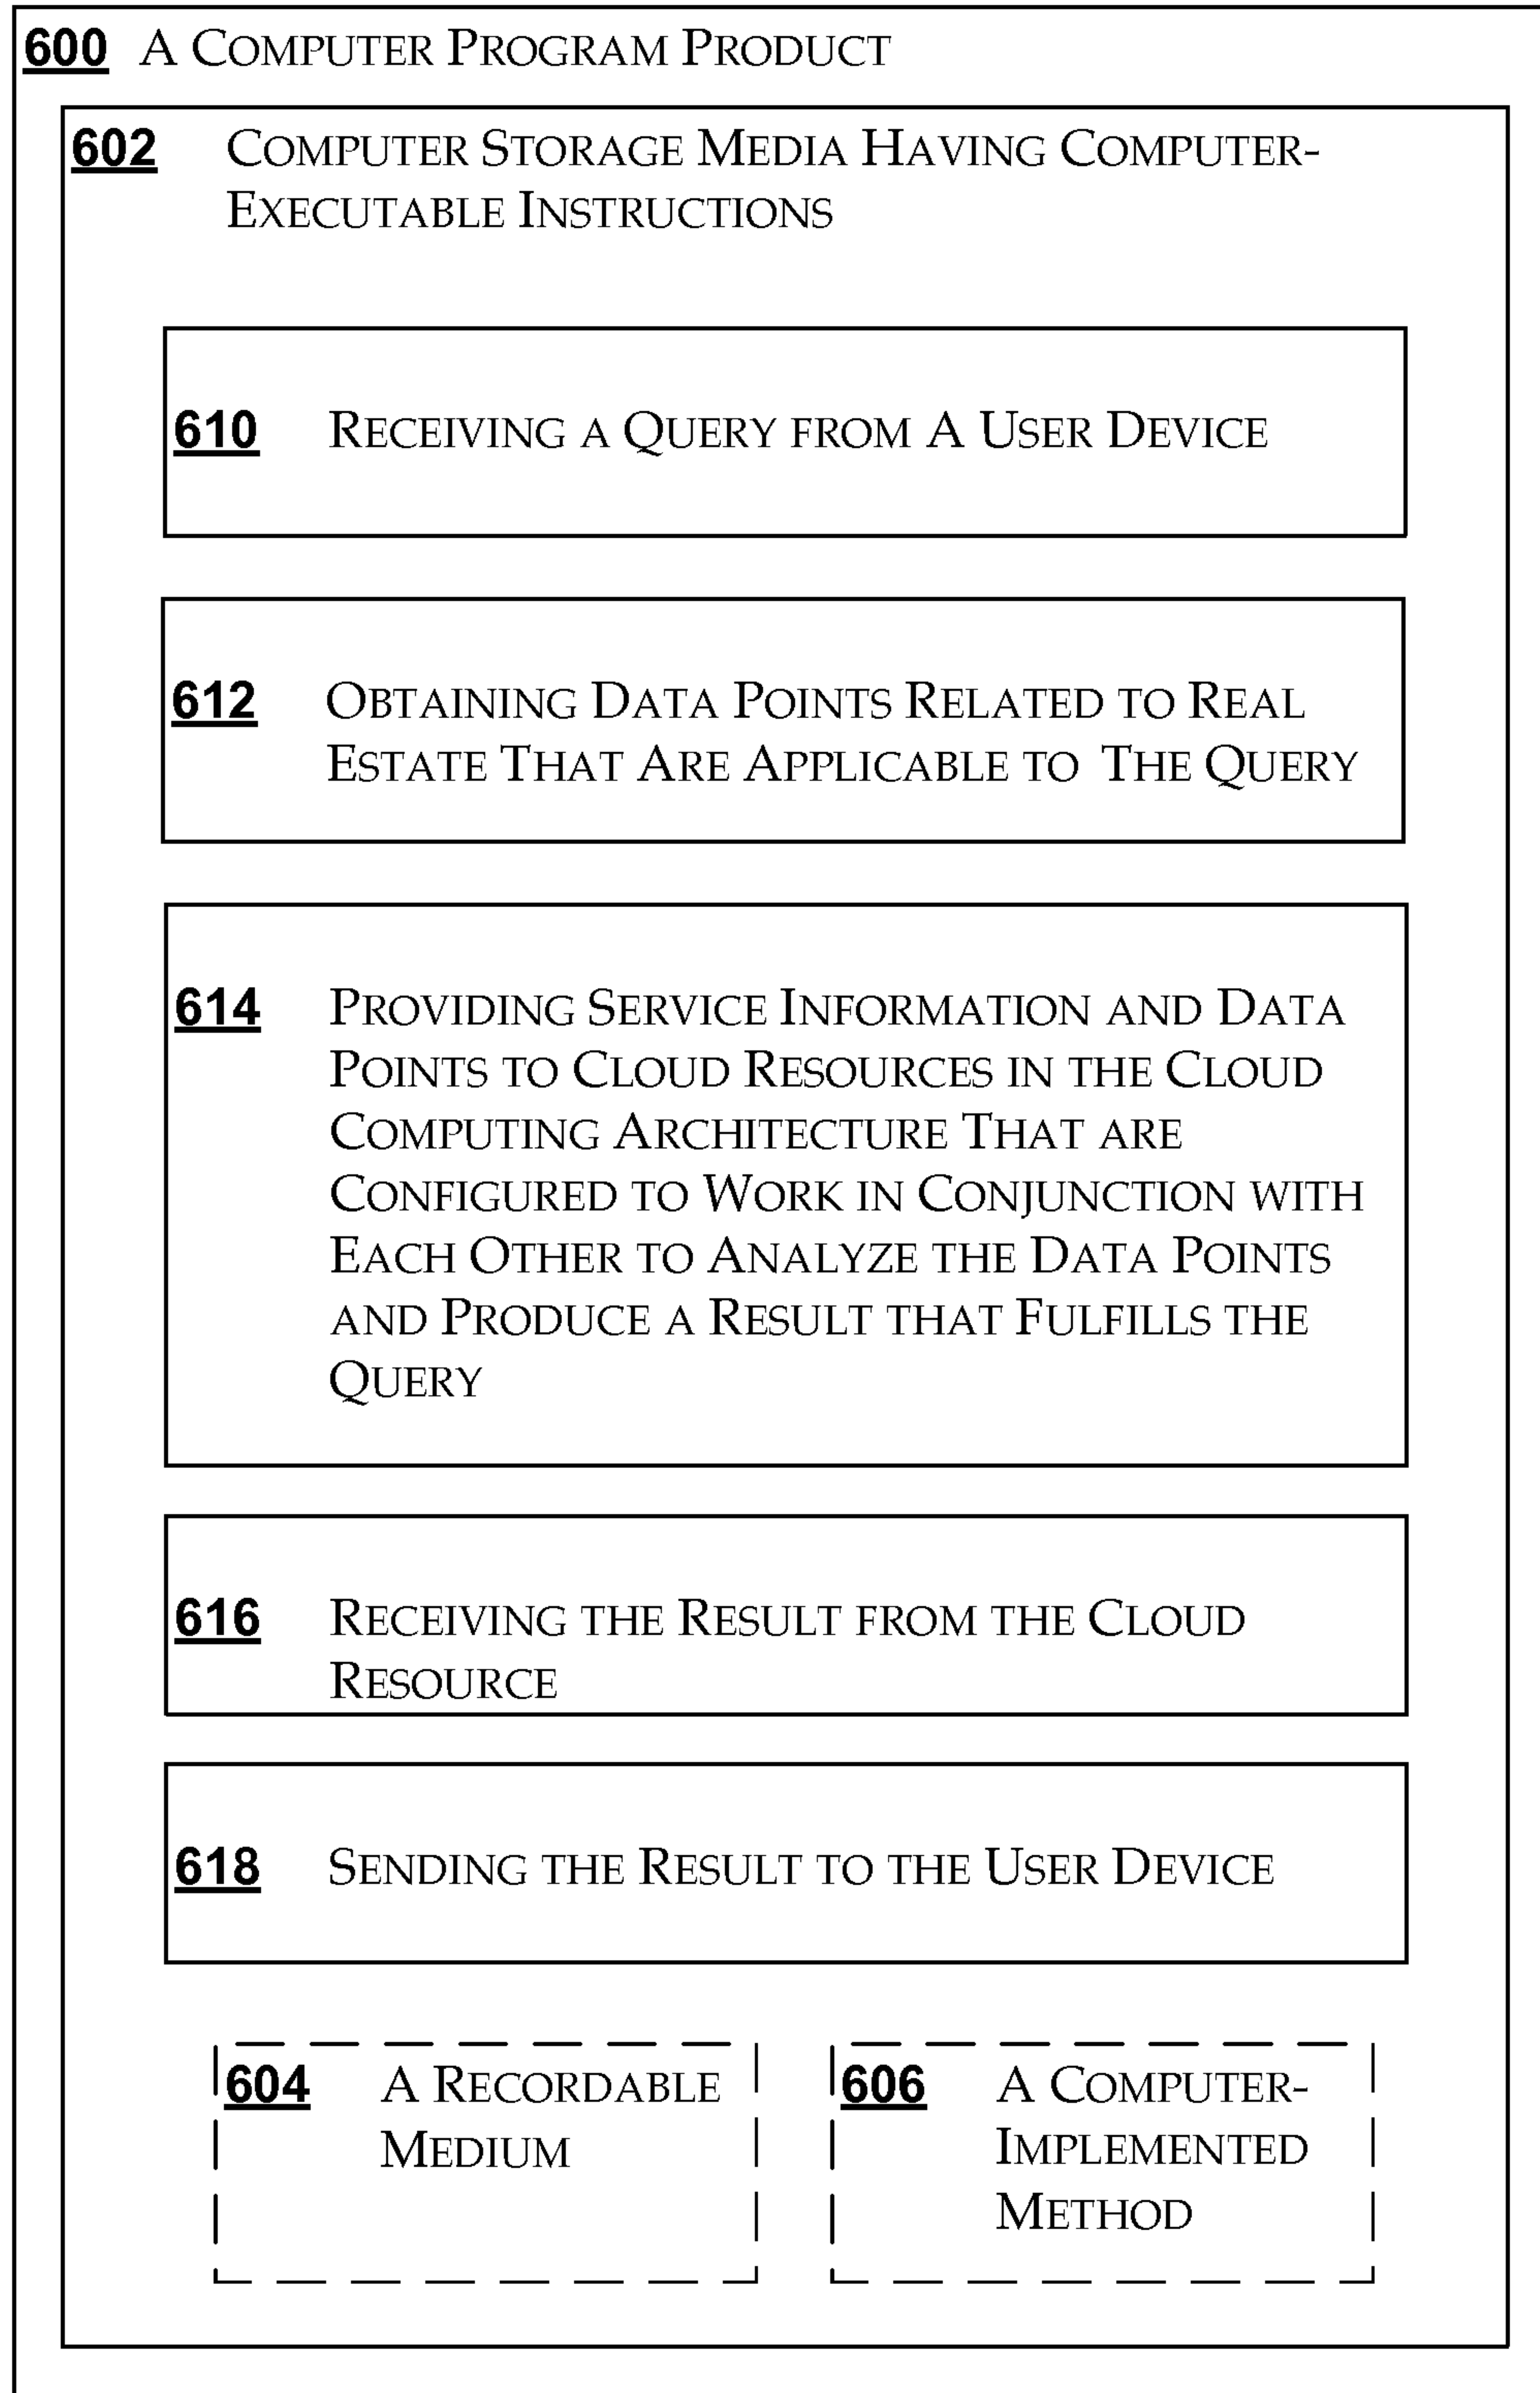 600 A COMPUTER PROGRAM PRODUCT
602 COMPUTER STORAGE MEDIA HAVING COMPUTER-
EXECUTABLE INSTRUCTIONS
610 RECEIVING A QUERY FROM A USER DEVICE
612 OBTAINING DATA POINTS RELATED TO REAL
ESTATE THAT ARE APPLICABLE TO THE QUERY
614 PROVIDING SERVICE INFORMATION AND DATA
POINTS TO CLOUD RESOURCES IN THE CLOUD
COMPUTING ARCHITECTURE THAT ARE
CONFIGURED TO WORK IN CONJUNCTION WITH
EACH OTHER TO ANALYZE THE DATA POINTS
AND PRODUCE A RESULT THAT FULFILLS THE
QUERY
616 RECEIVING THE RESULT FROM THE CLOUD
RESOURCE
618 SENDING THE RESULT TO THE USER DEVICE
604 A RECORDABLE
MEDIUM
606 A COMPUTER-
IMPLEMENTED
METHOD